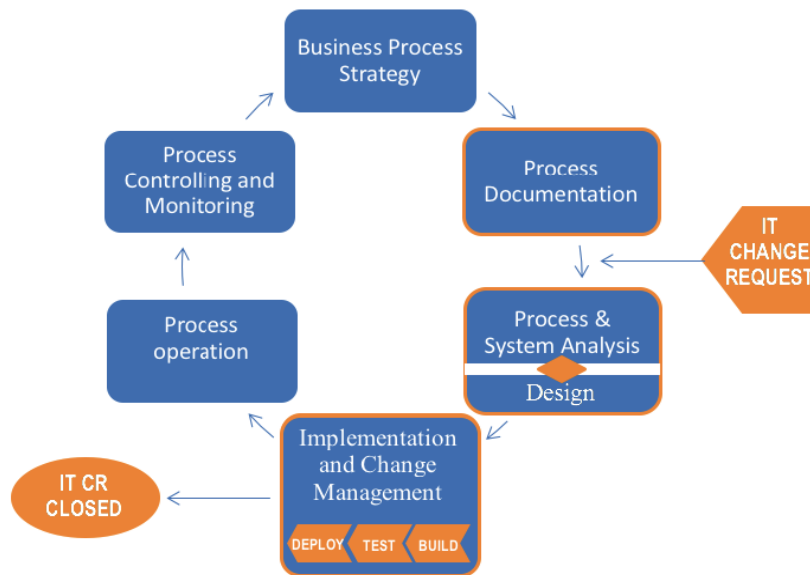 Business Process
Strategy
Process
Controlling and
Monitoring
Process
Documentation
IT
CHANGE
REQUEST
Process
operation
Process &
System Analysis
Design
Implementation
and Change
Management
DEPLOY TEST BUILD
IT CR
CLOSED